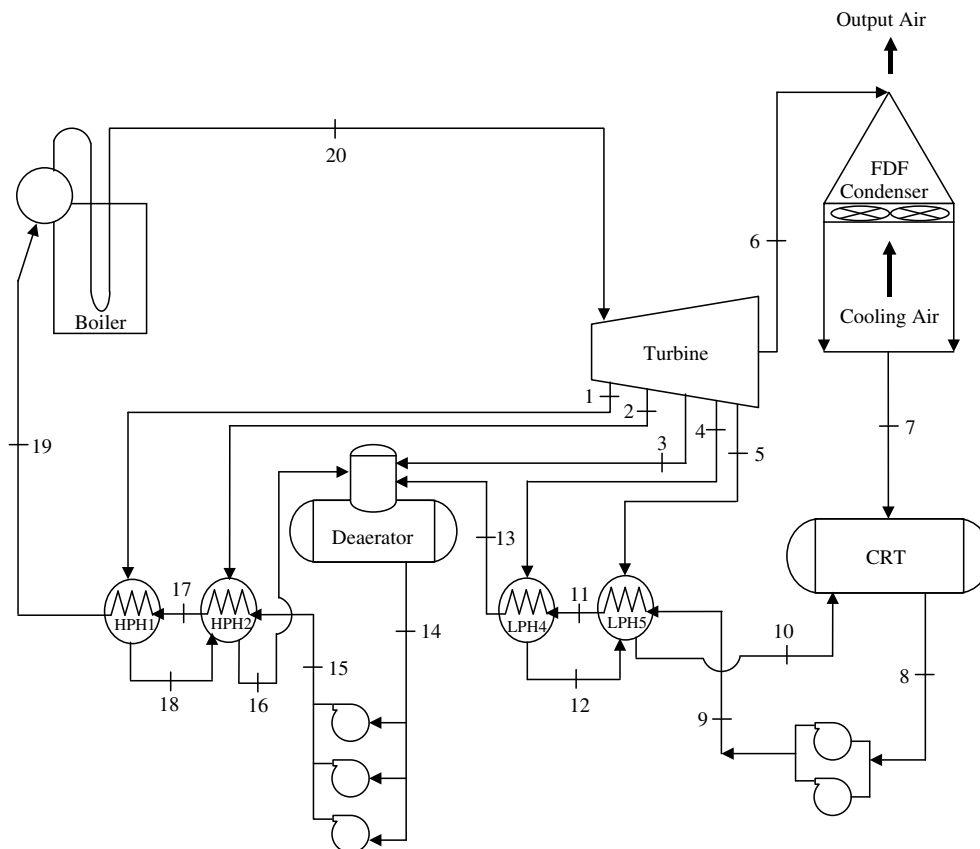 Output Air
20
FDF
Condenser
6
Cooling Air
Boiler
Turbine
1
2
3
4
5
7
19
13
Deaerator
CRT
17
11
HPH1
HPH2
LPH4
LPH5
14
10
15
18
16
12
8
9